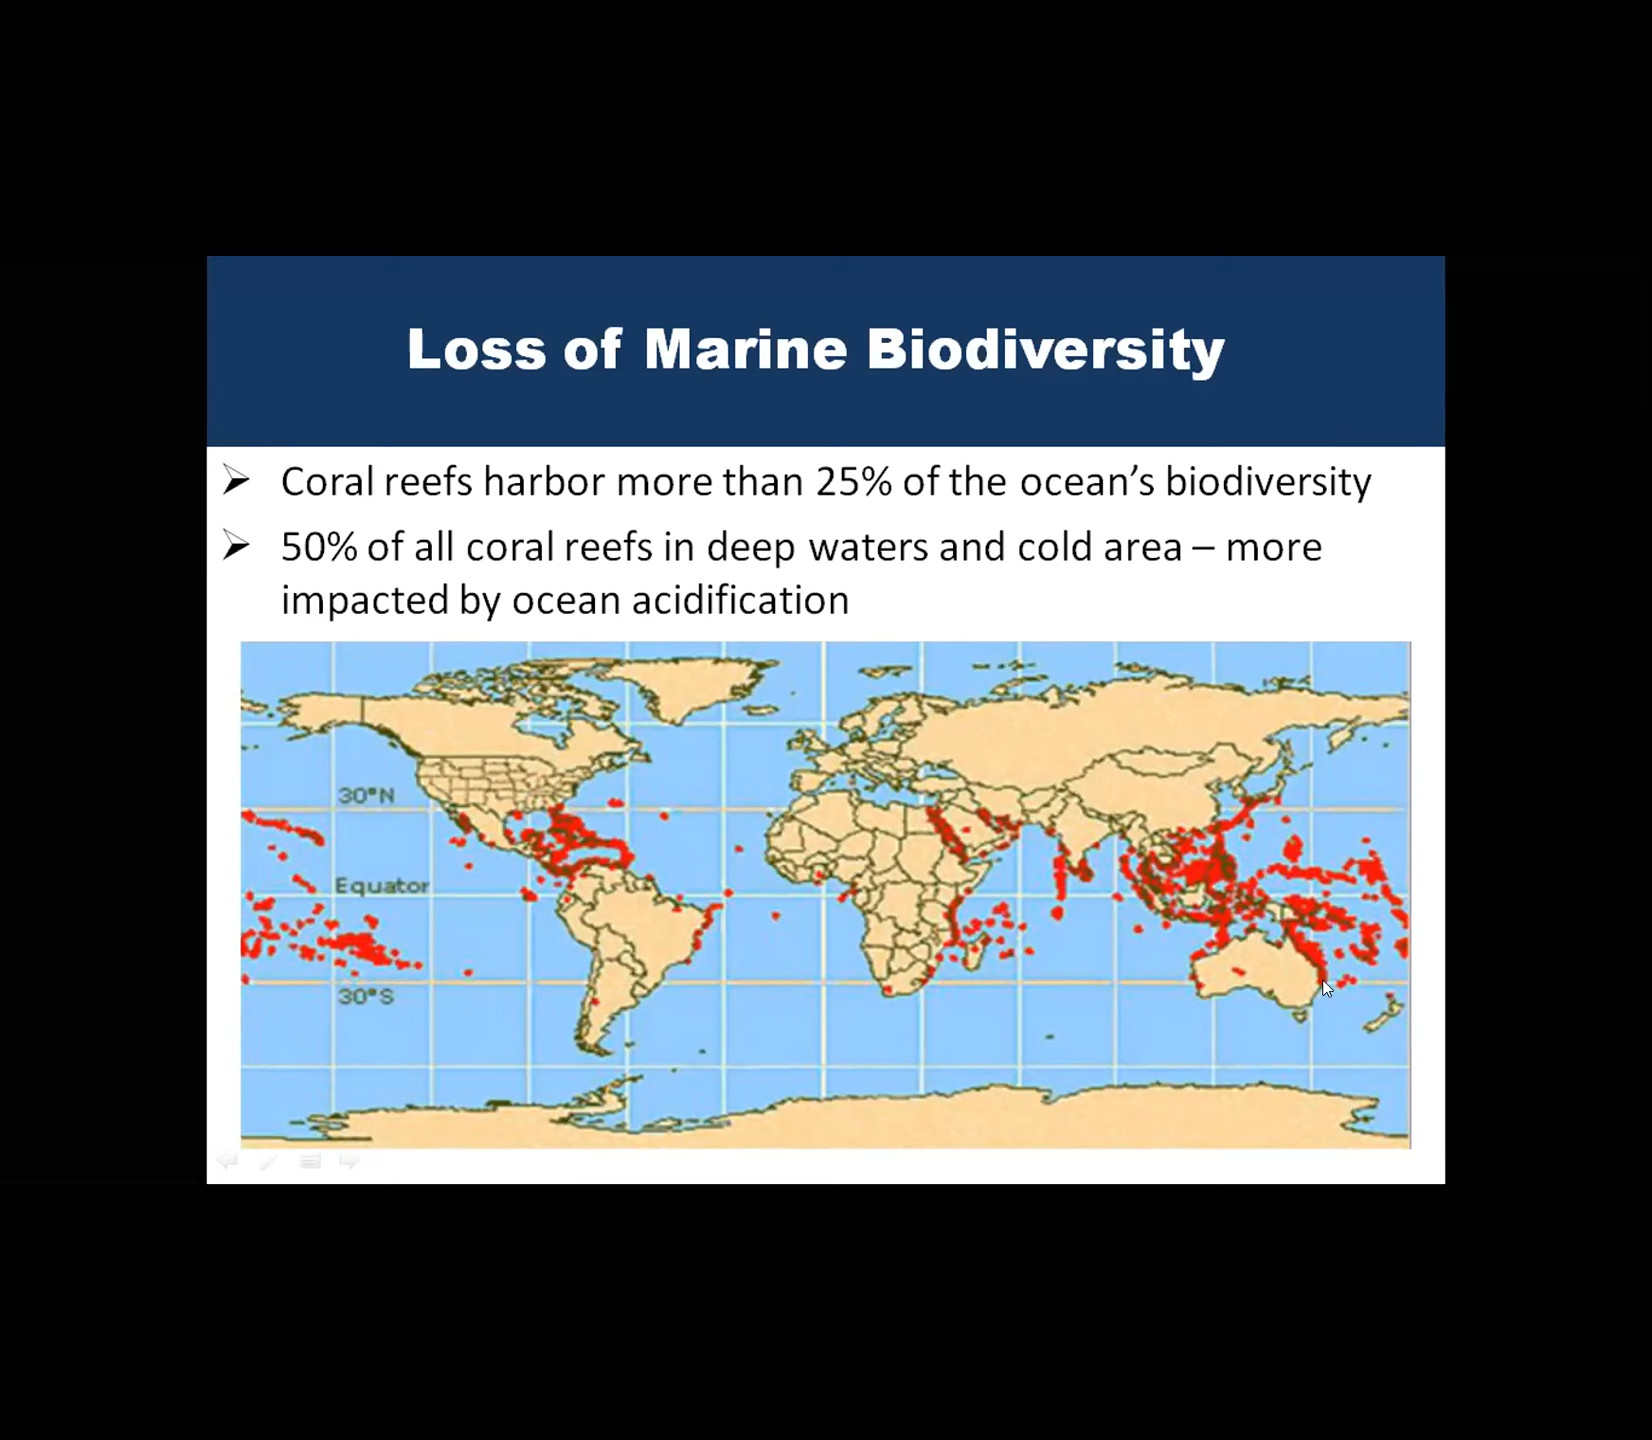 Loss of Marine Biodiversity
➢ Coral reefs harbor more than 25% of the ocean’s biodiversity
➢ 50% of all coral reefs in deep waters and cold area – more
impacted by ocean acidification
30°N
Equator
30°S